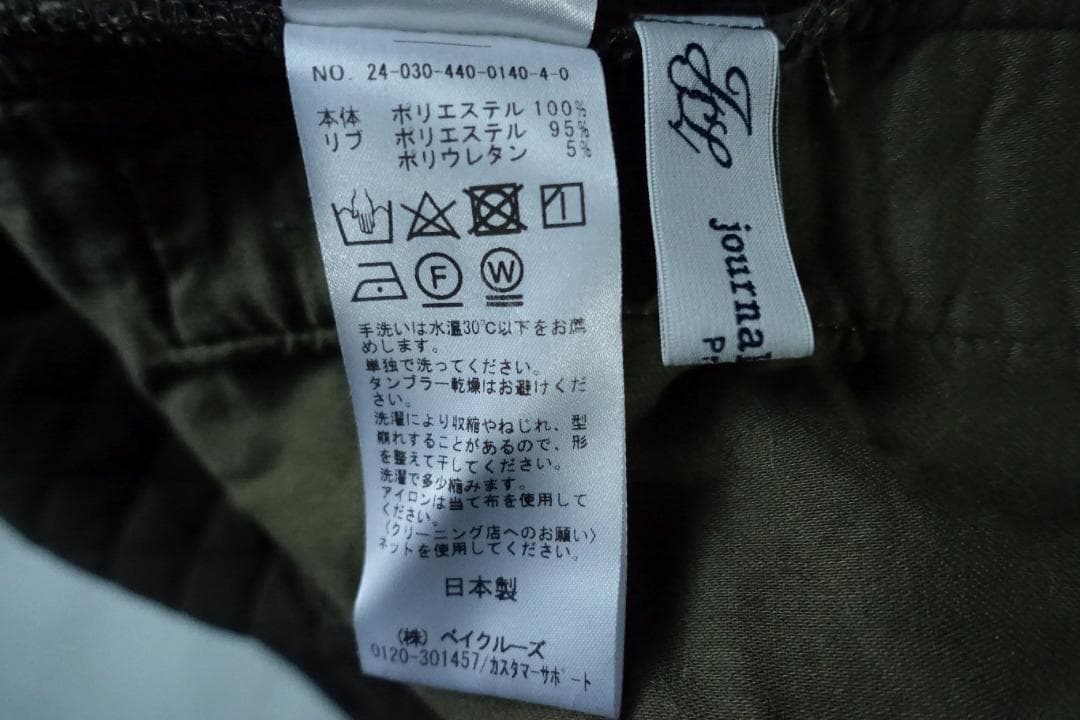 NO. 24-030-440-0140-4-0
本体 ポリエステル 100%
リブ ポリエステル 95%
ポリウレタン 5%
F
W
手洗いは水温30℃以下をお薦
めします。
単独で洗ってください。
タンブラー乾燥はお避けくだ
さい。
洗濯により収縮やねじれ、型
崩れすることがあるので、形
を整えて干してください。
洗濯で多少縮みます。
アイロンは当て布を使用して
ください。
〈クリーニング店へのお願い〉
ネットを使用してください。
日本製
(株) ベイクルーズ
0120-301457/カスタマーサポート
journal